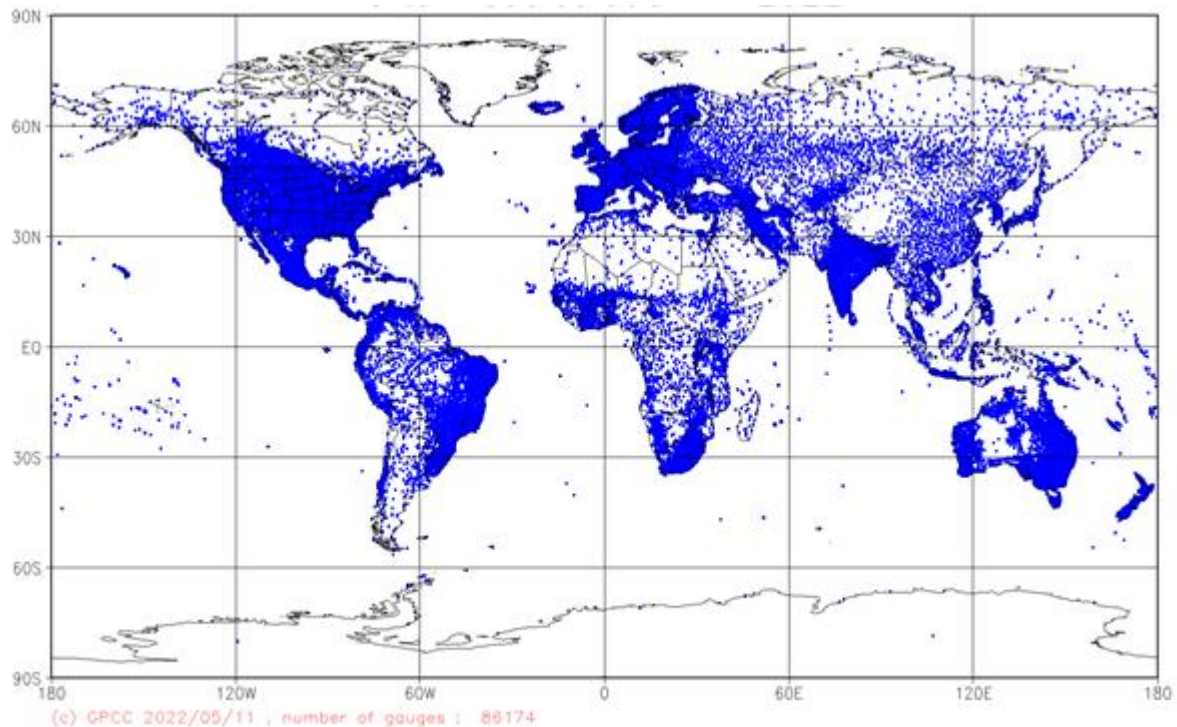 90N
60N
30N
EQ
30S
60S
90S
180 120W 60W 0 60E 120E 180
(c) GPCC 2022/05/11 , number of gauges : 86174